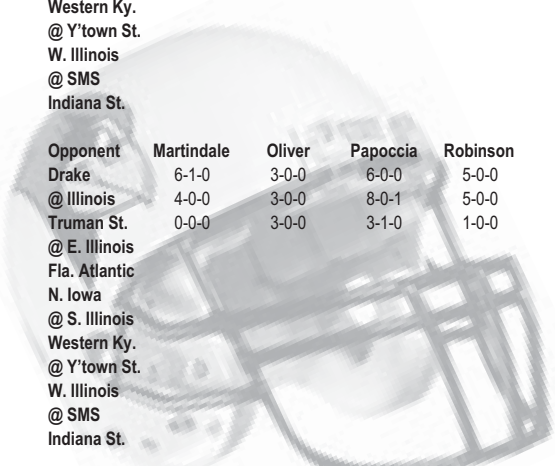 Western Ky.
@ Y'town St.
W. Illinois
@ SMS
Indiana St.
Opponent Martindale Oliver Papoccia Robinson
Drake 6-1-0 3-0-0 6-0-0 5-0-0
@ Illinois 4-0-0 3-0-0 8-0-1 5-0-0
Truman St. 0-0-0 3-0-0 3-1-0 1-0-0
@ E. Illinois
Fla. Atlantic
N. Iowa
@ S. Illinois
Western Ky.
@ Y'town St.
W. Illinois
@ SMS
Indiana St.